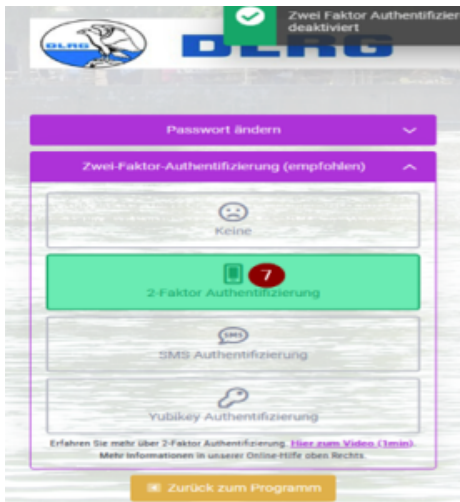 Zwei Faktor Authentifizier
deaktiviert
DLRG
DLRG
Passwort ändern
Zwei-Faktor-Authentifizierung (empfohlen)
Keine
7
2-Faktor Authentifizierung
SMS
SMS Authentifizierung
Yubikey Authentifizierung
Erfahren Sie mehr über 2-Faktor Authentifizierung. Hier zum Video (1min).
Mehr Informationen in unserer Online-Hilfe oben Rechts.
Zurück zum Programm